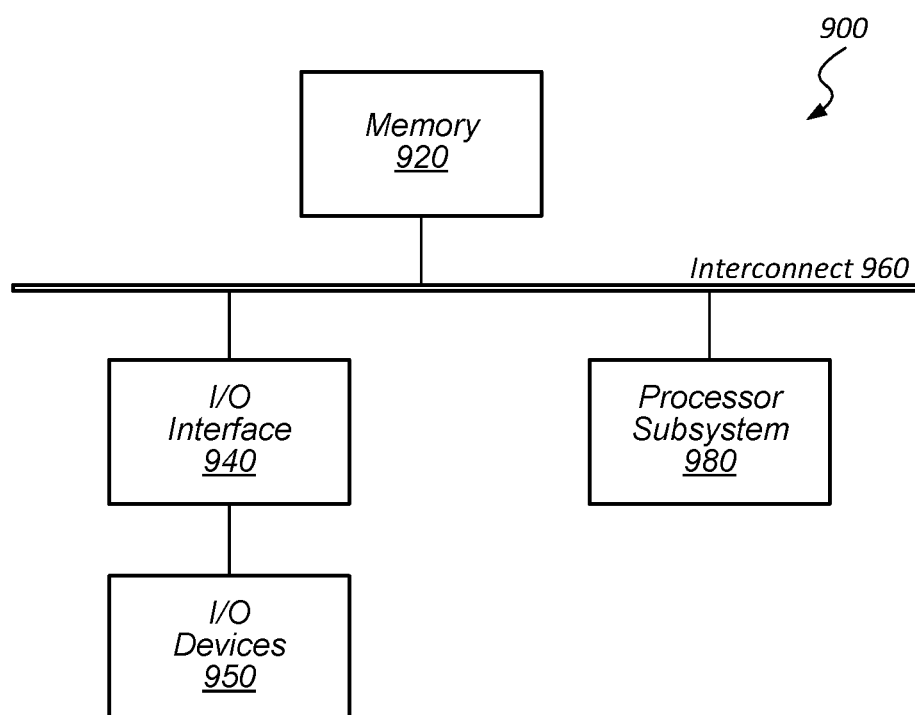 900
Memory
920
Interconnect 960
I/O
Interface
940
Processor
Subsystem
980
I/O
Devices
950